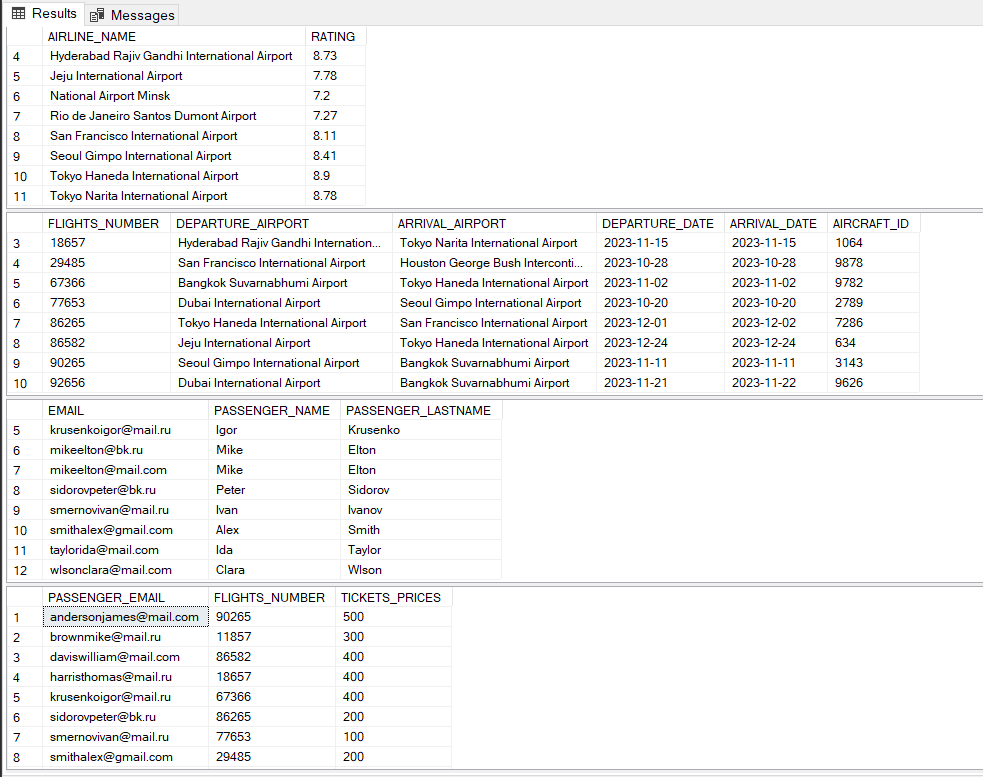 Results Messages
AIRLINE_NAME RATING
4 Hyderabad Rajiv Gandhi International Airport 8.73
5 Jeju International Airport 7.78
6 National Airport Minsk 7.2
7 Rio de Janeiro Santos Dumont Airport 7.27
8 San Francisco International Airport 8.11
9 Seoul Gimpo International Airport 8.41
10 Tokyo Haneda International Airport 8.9
11 Tokyo Narita International Airport 8.78
FLIGHTS_NUMBER DEPARTURE_AIRPORT ARRIVAL_AIRPORT DEPARTURE_DATE ARRIVAL_DATE AIRCRAFT_ID
3 18657 Hyderabad Rajiv Gandhi Internation... Tokyo Narita International Airport 2023-11-15 2023-11-15 1064
4 29485 San Francisco International Airport Houston George Bush Interconti... 2023-10-28 2023-10-28 9878
5 67366 Bangkok Suvarnabhumi Airport Tokyo Haneda International Airport 2023-11-02 2023-11-02 9782
6 77653 Dubai International Airport Seoul Gimpo International Airport 2023-10-20 2023-10-20 2789
7 86265 Tokyo Haneda International Airport San Francisco International Airport 2023-12-01 2023-12-02 7286
8 86582 Jeju International Airport Tokyo Haneda International Airport 2023-12-24 2023-12-24 634
9 90265 Seoul Gimpo International Airport Bangkok Suvarnabhumi Airport 2023-11-11 2023-11-11 3143
10 92656 Dubai International Airport Bangkok Suvarnabhumi Airport 2023-11-21 2023-11-22 9626
EMAIL PASSENGER_NAME PASSENGER_LASTNAME
5 krusenkoigor@mail.ru Igor Krusenko
6 mikeelton@bk.ru Mike Elton
7 mikeelton@mail.com Mike Elton
8 sidorovpeter@bk.ru Peter Sidorov
9 smernovivan@mail.ru Ivan Ivanov
10 smithalex@gmail.com Alex Smith
11 taylorida@mail.com Ida Taylor
12 wlsonclara@mail.com Clara Wlson
PASSENGER_EMAIL FLIGHTS_NUMBER TICKETS_PRICES
1 andersonjames@mail.com 90265 500
2 brownmike@mail.ru 11857 300
3 daviswilliam@mail.com 86582 400
4 harristhomas@mail.ru 18657 400
5 krusenkoigor@mail.ru 67366 400
6 sidorovpeter@bk.ru 86265 200
7 smernovivan@mail.ru 77653 100
8 smithalex@gmail.com 29485 200